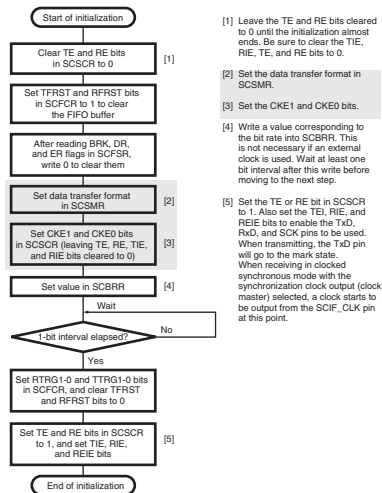 Start of initialization
Clear TE and RE bits
in SCSCR to 0
[1]
Set TFRST and RFRST bits
in SCFCR to 1 to clear
the FIFO buffer
After reading BRK, DR,
and ER flags in SCFSR,
write 0 to clear them
Set data transfer format
in SCSMR
[2]
Set CKE1 and CKE0 bits
in SCSCR (leaving TE, RE, TIE,
and RIE bits cleared to 0)
[3]
Set value in SCBRR
[4]
Wait
1-bit interval elapsed?
No
Yes
Set RTRG1-0 and TTRG1-0 bits
in SCFCR, and clear TFRST
and RFRST bits to 0
Set TE and RE bits in SCSCR
to 1, and set TIE, RIE,
and REIE bits
[5]
End of initialization
[1] Leave the TE and RE bits cleared
to 0 until the initialization almost
ends. Be sure to clear the TIE,
RIE, TE, and RE bits to 0.
[2] Set the data transfer format in
SCSMR.
[3] Set the CKE1 and CKE0 bits.
[4] Write a value corresponding to
the bit rate into SCBRR. This
is not necessary if an external
clock is used. Wait at least one
bit interval after this write before
moving to the next step.
[5] Set the TE or RE bit in SCSCR
to 1. Also set the TEI, RIE, and
REIE bits to enable the TxD,
RxD, and SCK pins to be used.
When transmitting, the TxD pin
will go to the mark state.
When receiving in clocked
synchronous mode with the
synchronization clock output (clock
master) selected, a clock starts to
be output from the SCIF_CLK pin
at this point.